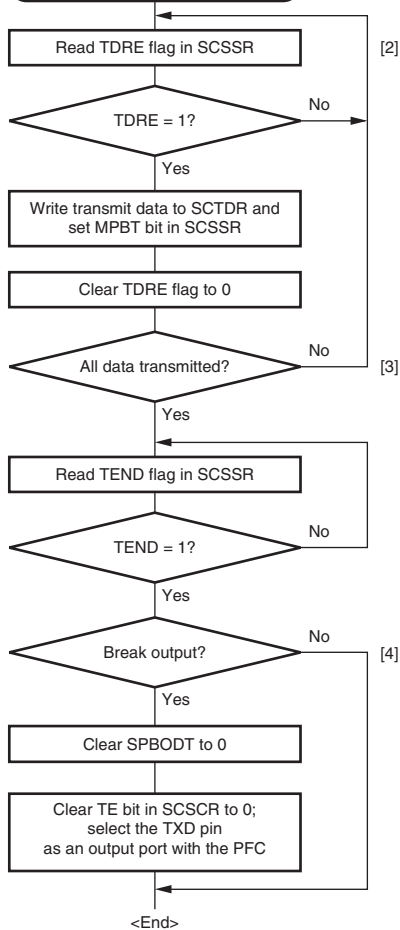 Read TDRE flag in SCSSR
[2]
No
TDRE = 1?
Yes
Write transmit data to SCTDR and
set MPBT bit in SCSSR
Clear TDRE flag to 0
No
All data transmitted?
[3]
Yes
Read TEND flag in SCSSR
No
TEND = 1?
Yes
No
Break output?
[4]
Yes
Clear SPBODT to 0
Clear TE bit in SCSCR to 0;
select the TXD pin
as an output port with the PFC
<End>